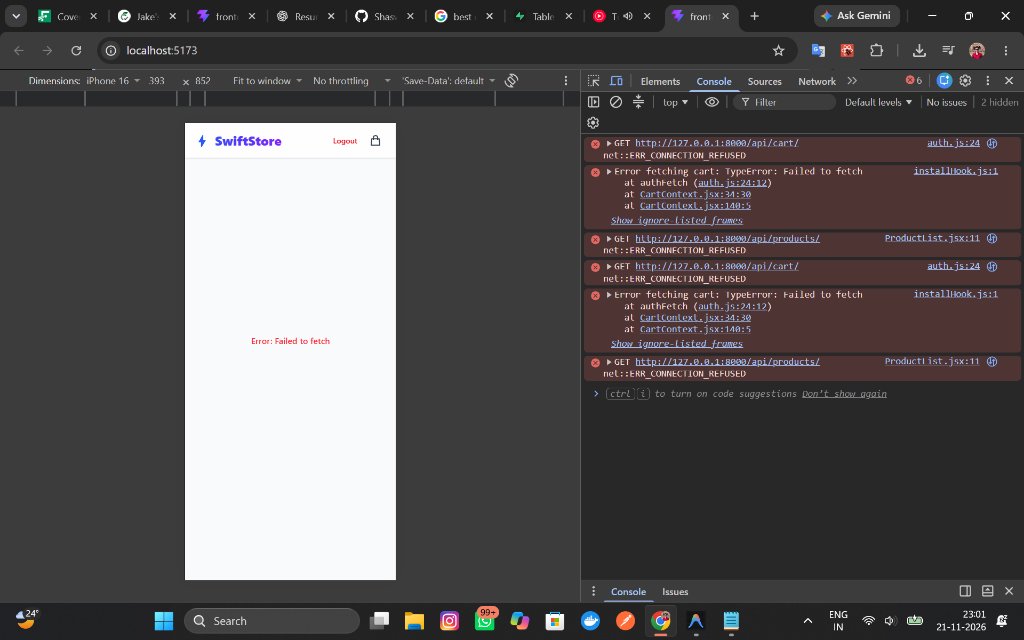 Cove
Jake'
front
Resu
Shas
best
Table
T
front
Ask Gemini
localhost:5173
Dimensions: iPhone 16 393 x 852 Fit to window No throttling 'Save-Data': default
Elements Console Sources Network 6
top Filter Default levels No issues 2 hidden
SwiftStore Logout
Error: Failed to fetch
GET http://127.0.0.1:8000/api/cart/ auth.js:24
net::ERR_CONNECTION_REFUSED
Error fetching cart: TypeError: Failed to fetch installHook.js:1
at authFetch (auth.js:24:12)
at CartContext.jsx:34:30
at CartContext.jsx:140:5
Show ignore-listed frames
GET http://127.0.0.1:8000/api/products/ ProductList.jsx:11
net::ERR_CONNECTION_REFUSED
GET http://127.0.0.1:8000/api/cart/ auth.js:24
net::ERR_CONNECTION_REFUSED
Error fetching cart: TypeError: Failed to fetch installHook.js:1
at authFetch (auth.js:24:12)
at CartContext.jsx:34:30
at CartContext.jsx:140:5
Show ignore-listed frames
GET http://127.0.0.1:8000/api/products/ ProductList.jsx:11
net::ERR_CONNECTION_REFUSED
ctrl i to turn on code suggestions Don't show again
Console Issues
24°
Search
99+
ENG
IN
23:01
21-11-2026